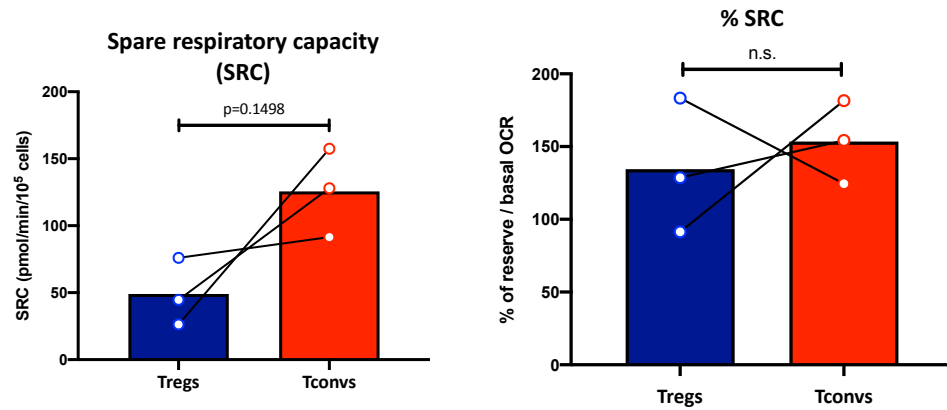 Spare respiratory capacity
(SRC)
p=0.1498
SRC (pmol/min/10⁵ cells)
200
150
100
50
0
Tregs Tconvs
% SRC
n.s.
% of reserve / basal OCR
200
150
100
50
0
Tregs Tconvs